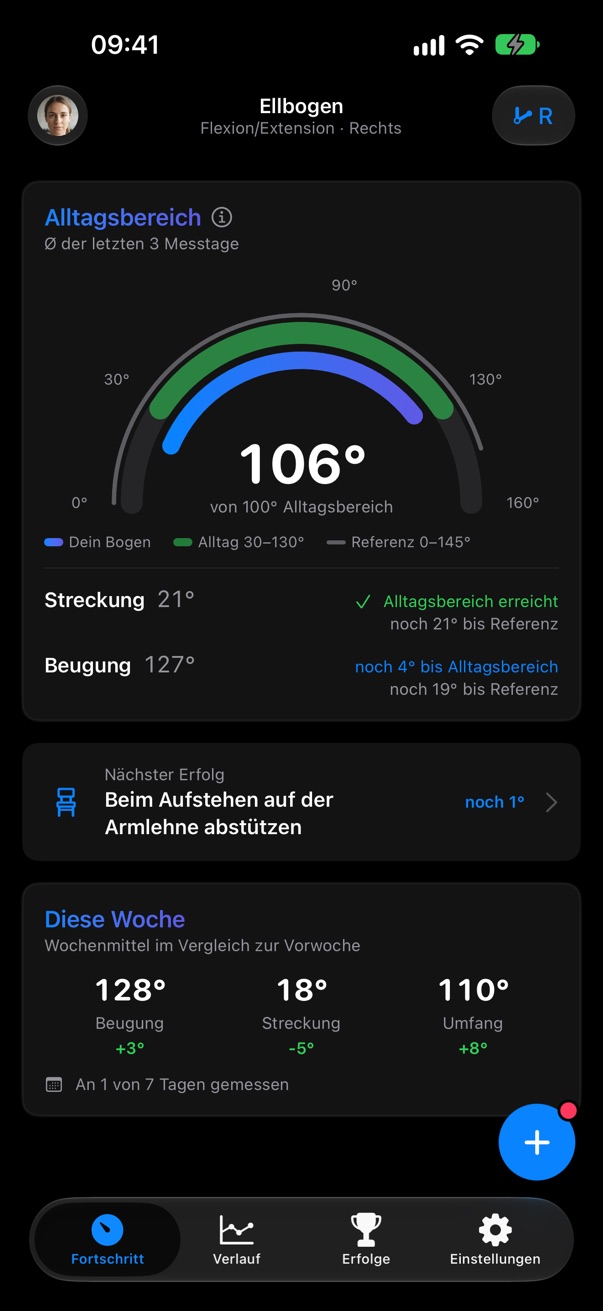 09:41
Ellbogen
Flexion/Extension · Rechts
R
Alltagsbereich
Ø der letzten 3 Messtage
90°
30°
130°
106°
0°
von 100° Alltagsbereich
160°
Dein Bogen
Alltag 30–130°
Referenz 0–145°
Streckung 21°
Alltagsbereich erreicht
noch 21° bis Referenz
Beugung 127°
noch 4° bis Alltagsbereich
noch 19° bis Referenz
Nächster Erfolg
Beim Aufstehen auf der
Armlehne abstützen
noch 1°
Diese Woche
Wochenmittel im Vergleich zur Vorwoche
128° 18° 110°
Beugung Streckung Umfang
+3° -5° +8°
An 1 von 7 Tagen gemessen
Fortschritt Verlauf Erfolge Einstellungen